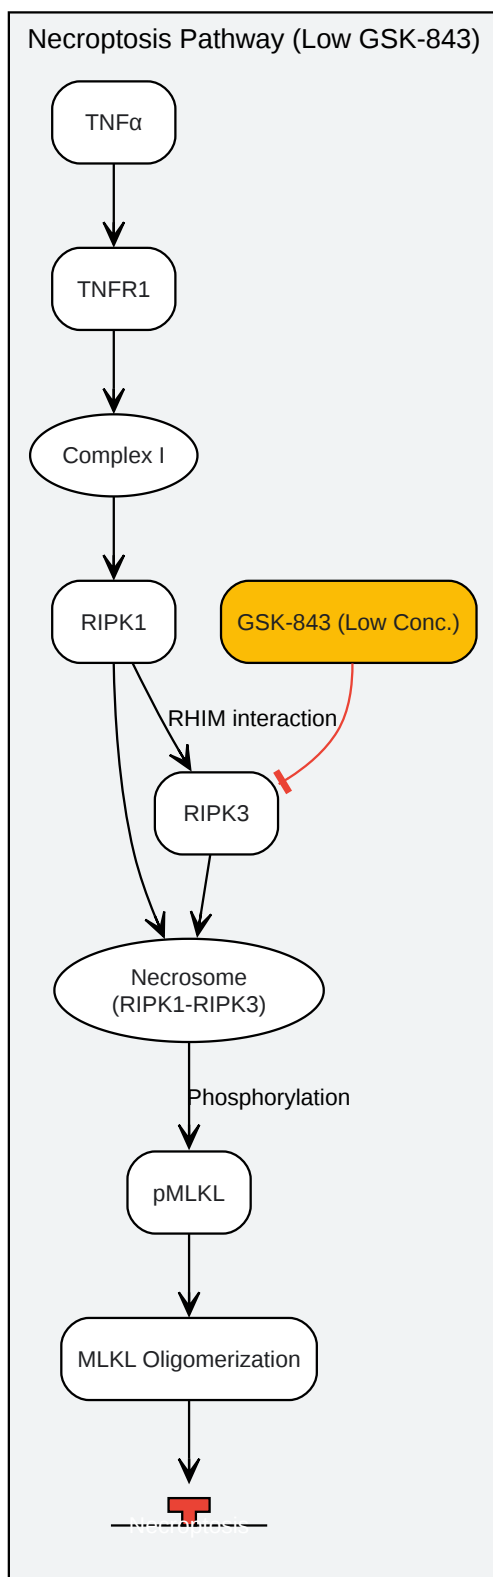 Necroptosis Pathway (Low GSK-843)
TNFα
TNFR1
Complex I
RIPK1
GSK-843 (Low Conc.)
RHIM interaction
RIPK3
Necrosome
(RIPK1-RIPK3)
Phosphorylation
pMLKL
MLKL Oligomerization
Necroptosis